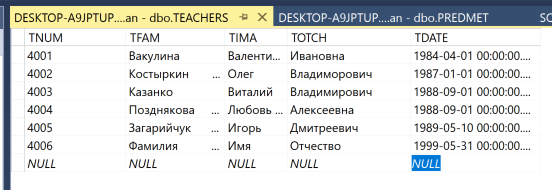 DESKTOP-A9JPTUP....an - dbo.TEACHERS DESKTOP-A9JPTUP....an - dbo.PREDMET SC
TNUM TFAM TIMA TOTCH TDATE
4001 Вакулина Валенти... Ивановна 1984-04-01 00:00:00....
4002 Костыркин ... Олег Владиморович 1987-01-01 00:00:00....
4003 Казанко Виталий Владимирович 1988-09-01 00:00:00....
4004 Позднякова ... Любовь ... Алексеевна 1988-09-01 00:00:00....
4005 Загарийчук ... Игорь Дмитреевич 1989-05-10 00:00:00....
4006 Фамилия ... Имя Отчество 1999-05-31 00:00:00....
NULL NULL NULL NULL NULL